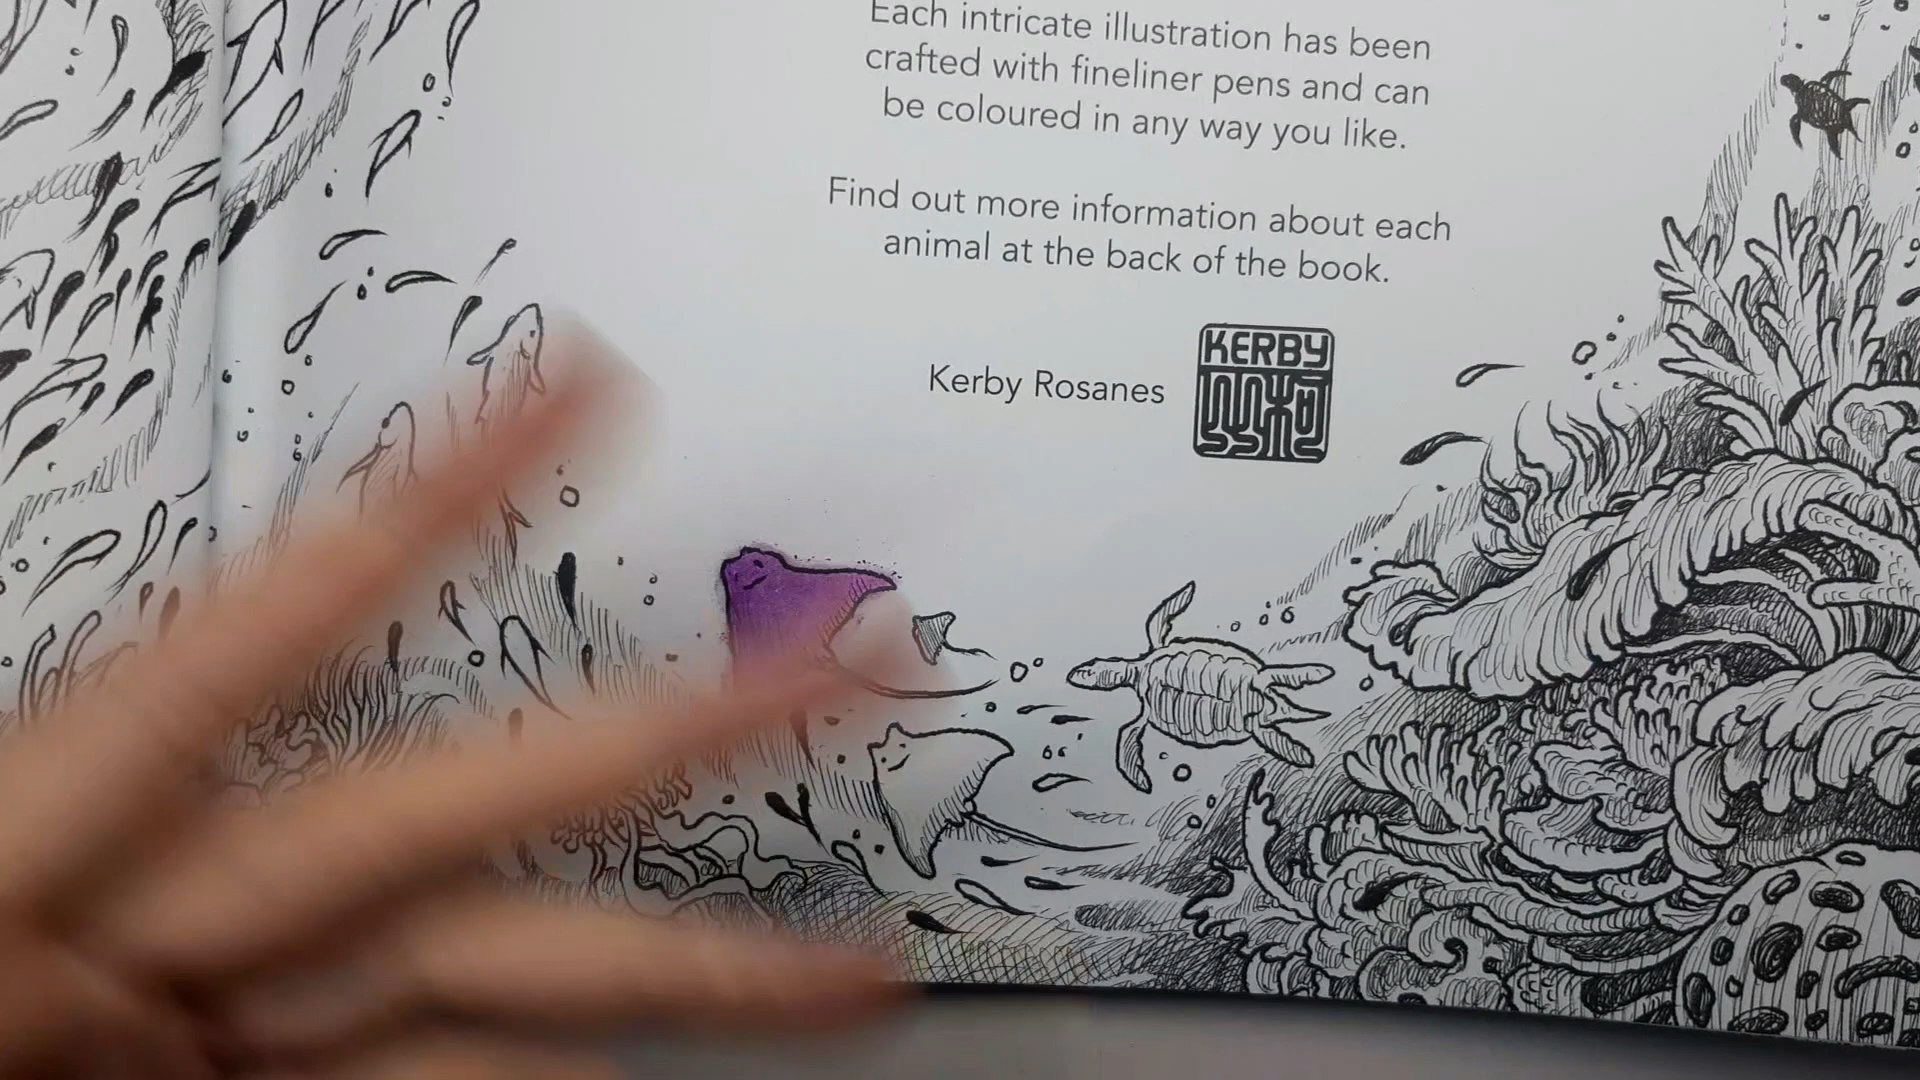 Each intricate illustration has been
crafted with fineliner pens and can
be coloured in any way you like.
Find out more information about each
animal at the back of the book.
Kerby Rosanes
KERBY